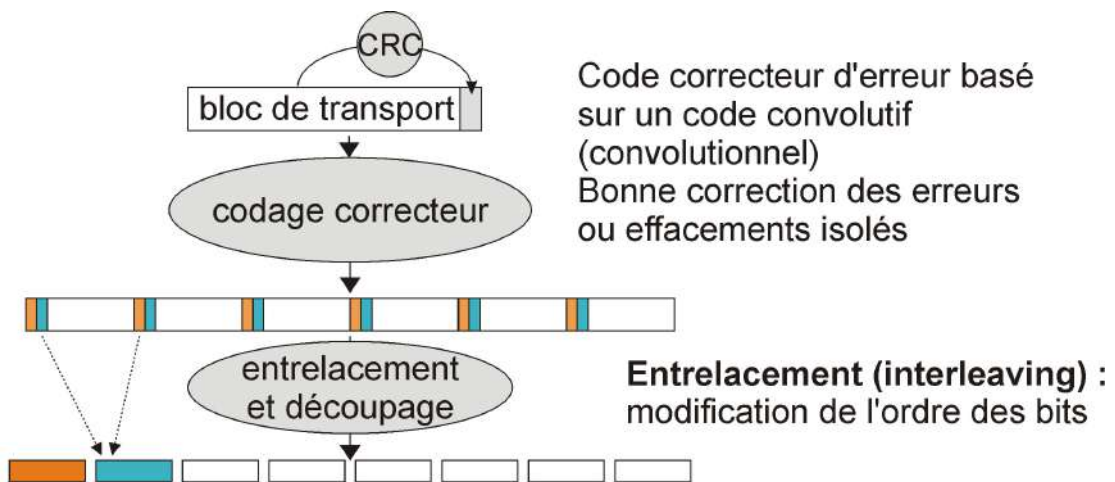 CRC
bloc de transport
Code correcteur d'erreur basé
sur un code convolutif
(convolutionnel)
Bonne correction des erreurs
ou effacements isolés
codage correcteur
entrelacement
et découpage
Entrelacement (interleaving) :
modification de l'ordre des bits